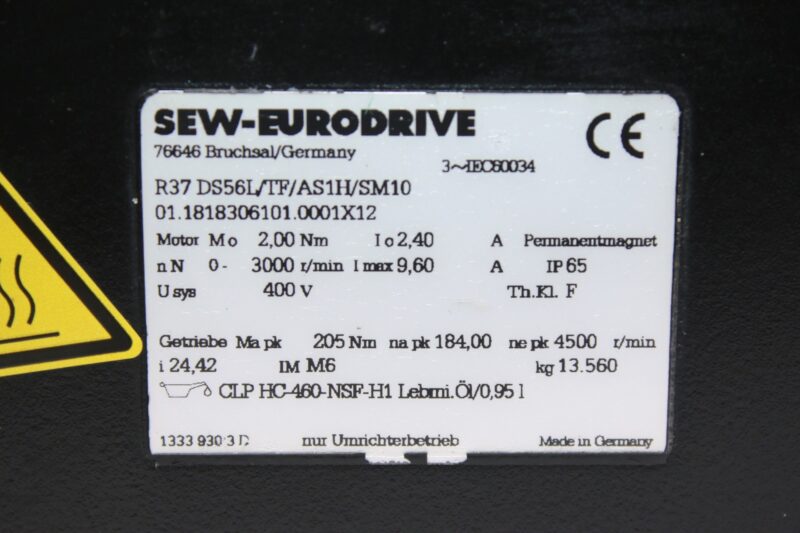 SEW-EURODRIVE
CE
76646 Bruchsal/Germany
3~IEC60034
R37 DS56L/TF/AS1H/SM10
01.1818306101.0001X12
Motor Mo 2,00 Nm Io 2,40 A Permanentmagnet
nN 0- 3000 r/min Imax 9,60 A IP 65
Usys 400 V Th.Kl. F
Getriebe Ma pk 205 Nm na pk 184,00 ne pk 4500 r/min
i 24,42 IM M6 kg 13.560
CLP HC-460-NSF-H1 Lebmi.Öl/0,95 l
1333 930 3 D nur Umrichterbetrieb Made in Germany